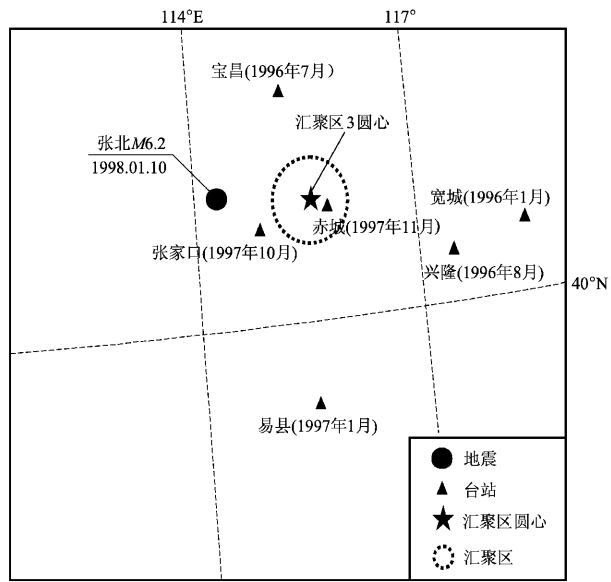 114°E
117°
宝昌(1996年7月)
汇聚区3圆心
张北M6.2
1998.01.10
宽城(1996年1月)
赤城(1997年11月)
张家口(1997年10月)
兴隆(1996年8月)
40°N
易县(1997年1月)
地震
台站
汇聚区圆心
汇聚区